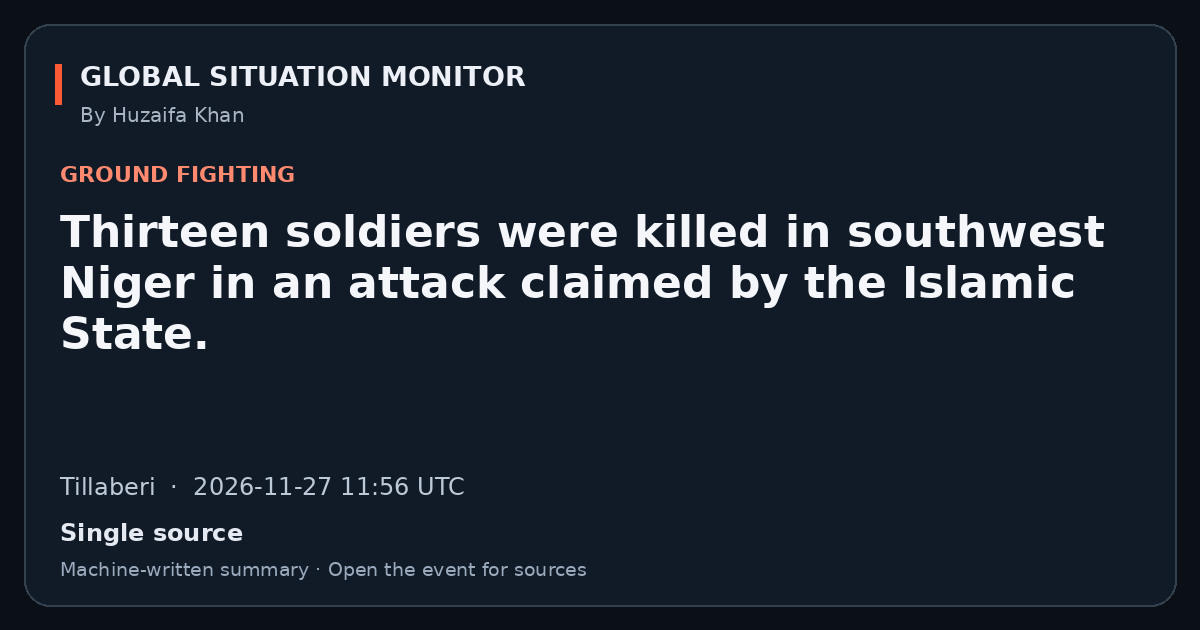 GLOBAL SITUATION MONITOR
By Huzaifa Khan
GROUND FIGHTING
Thirteen soldiers were killed in southwest
Niger in an attack claimed by the Islamic
State.
Tillaberi · 2026-11-27 11:56 UTC
Single source
Machine-written summary · Open the event for sources